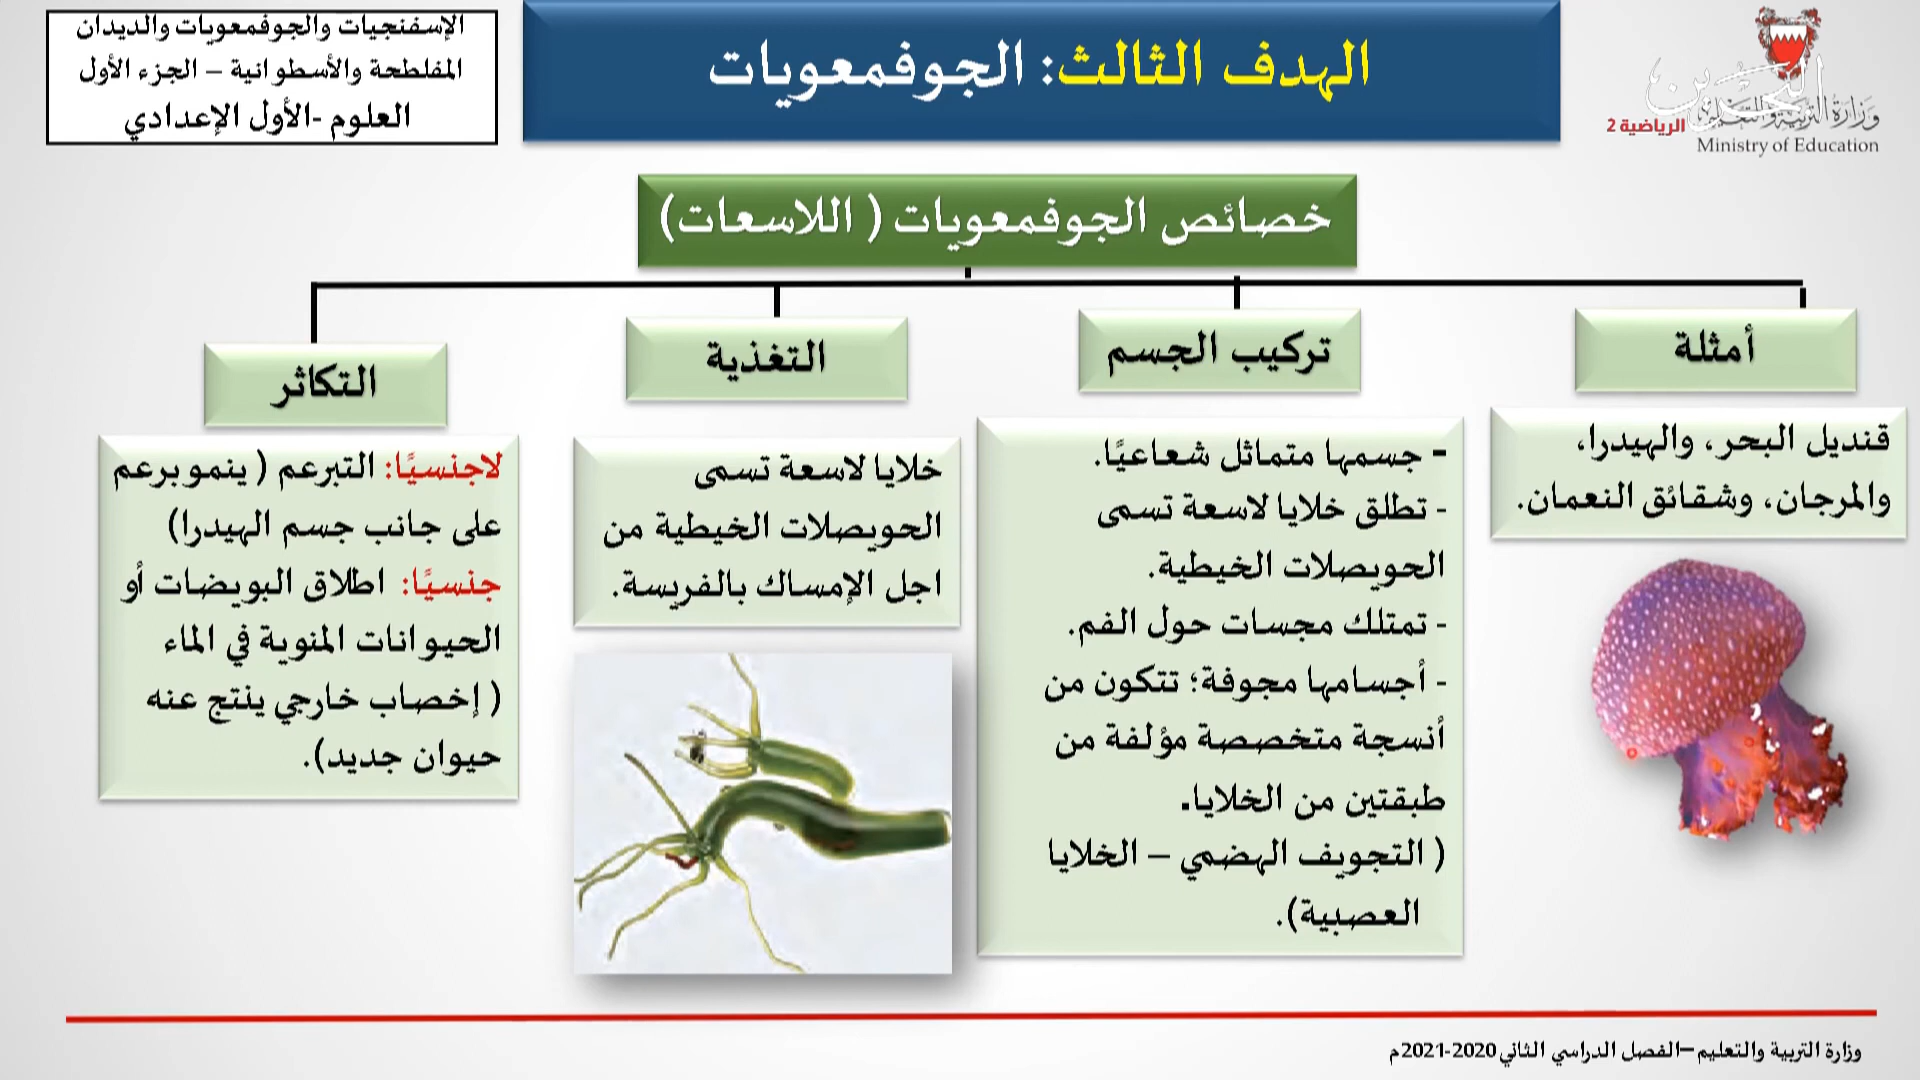 الإسفنجيات والجوفمعويات والديدان
المفلطحة والأسطوانية – الجزء الأول
العلوم -الأول الإعدادي
الهدف الثالث: الجوفمعويات
البحرين
الرياضية 2
وزارة التربية والتعليم
Ministry of Education
خصائص الجوفمعويات ( اللاسعات)
أمثلة
قنديل البحر، والهيدرا،
والمرجان، وشقائق النعمان.
تركيب الجسم
- جسمها متماثل شعاعيًا.
- تطلق خلايا لاسعة تسمى
الحويصلات الخيطية.
- تمتلك مجسات حول الفم.
- أجسامها مجوفة؛ تتكون من
أنسجة متخصصة مؤلفة من
طبقتين من الخلايا.
( التجويف الهضمي – الخلايا
العصبية).
التغذية
خلايا لاسعة تسمى
الحويصلات الخيطية من
اجل الإمساك بالفريسة.
التكاثر
لاجنسيًا: التبرعم ( ينمو برعم
على جانب جسم الهيدرا)
جنسيًا: اطلاق البويضات أو
الحيوانات المنوية في الماء
( إخصاب خارجي ينتج عنه
حيوان جديد).
وزارة التربية والتعليم –الفصل الدراسي الثاني 2020-2021م